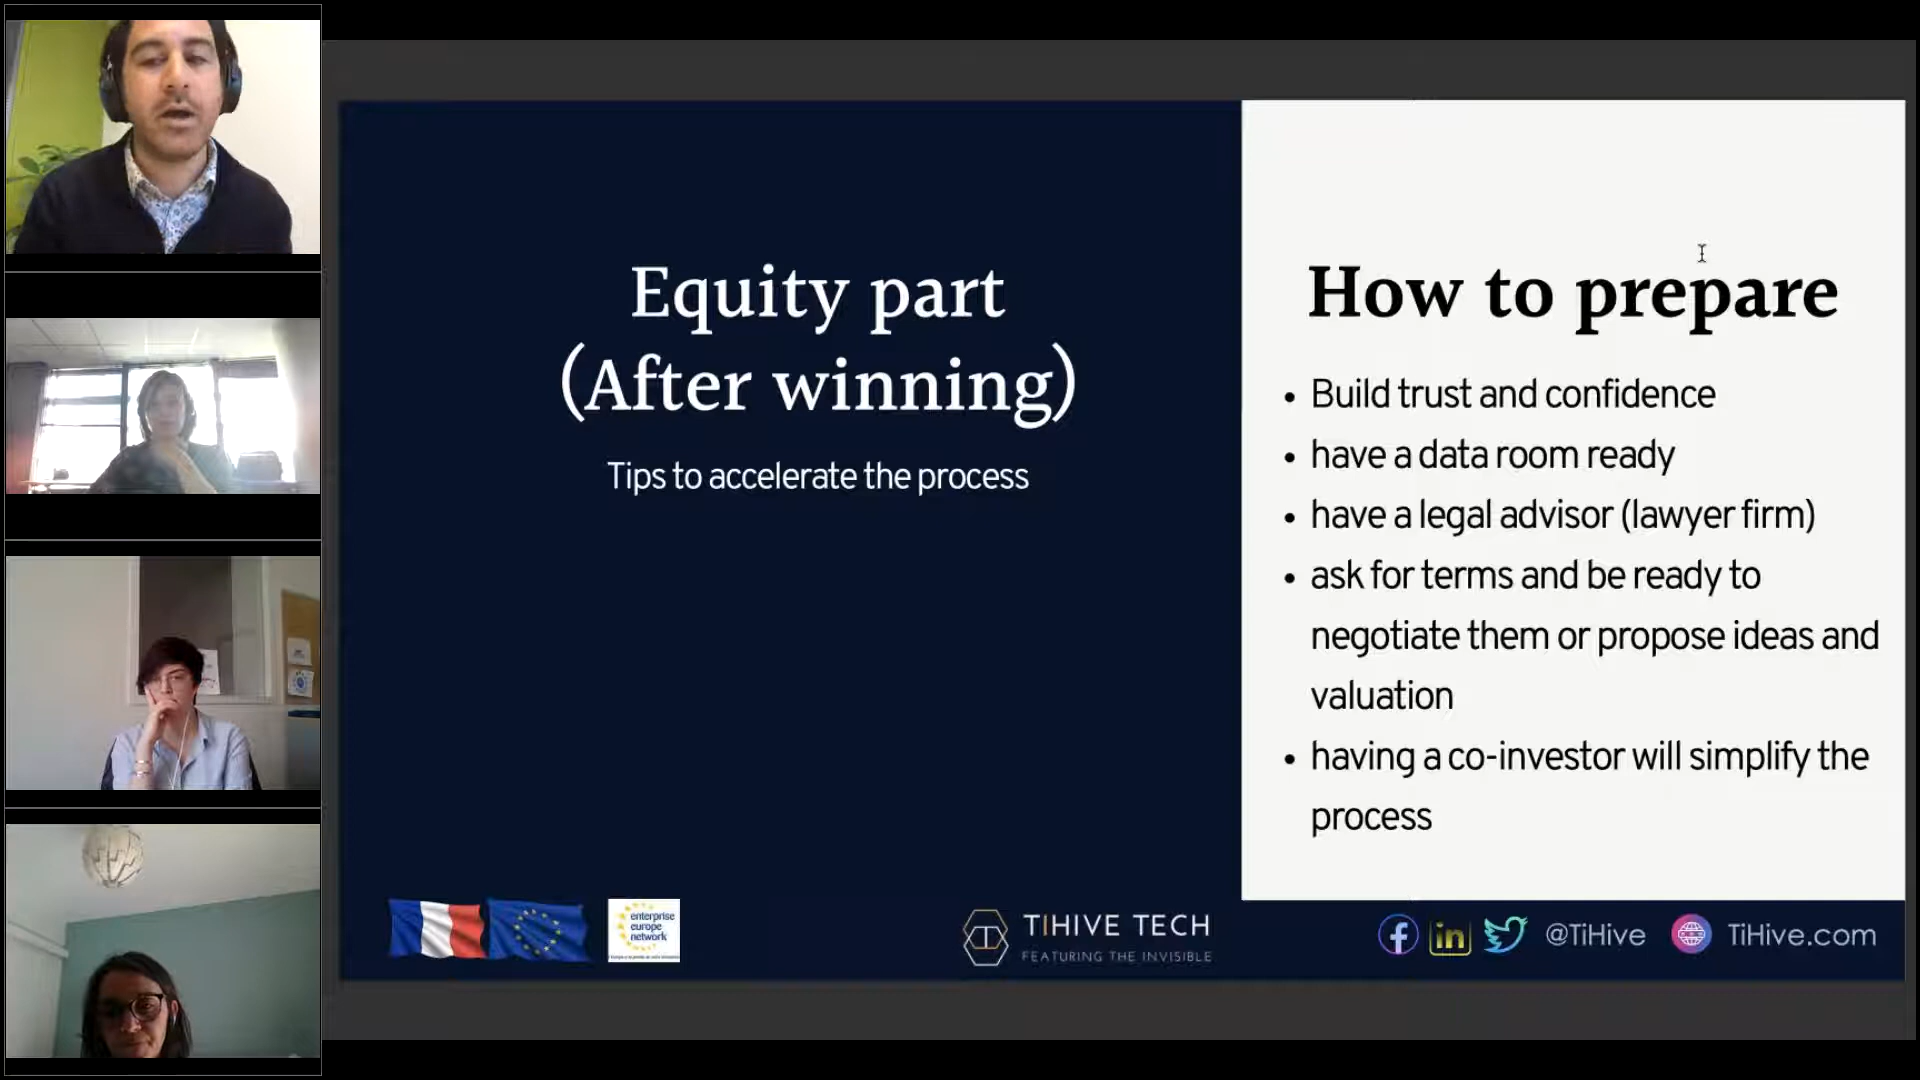 Equity part
(After winning)
Tips to accelerate the process
How to prepare
• Build trust and confidence
• have a data room ready
• have a legal advisor (lawyer firm)
• ask for terms and be ready to
negotiate them or propose ideas and
valuation
• having a co-investor will simplify the
process
enterprise
europe
network
TIHIVE TECH
FEATURING THE INVISIBLE
@TiHive
TiHive.com